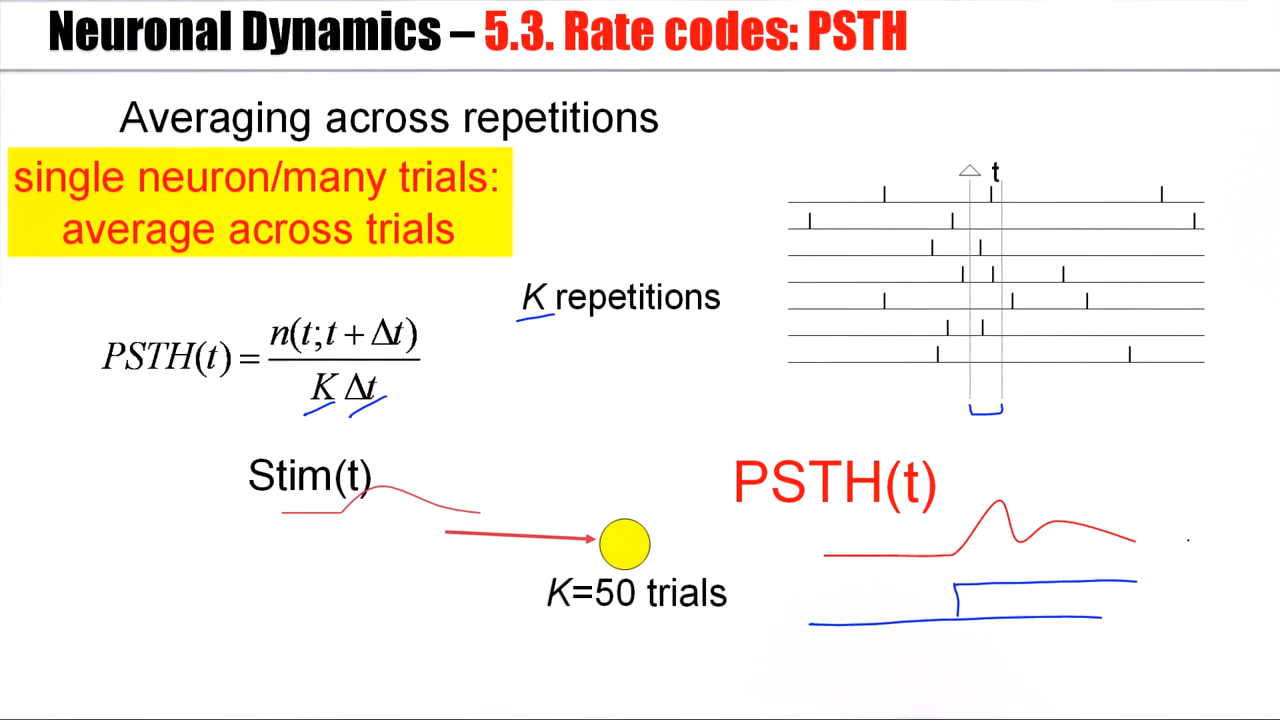 Neuronal Dynamics – 5.3. Rate codes: PSTH
Averaging across repetitions
single neuron/many trials:
average across trials
t
K repetitions
PSTH(t) = n(t;t + Δt) / K Δt
Stim(t)
PSTH(t)
K=50 trials